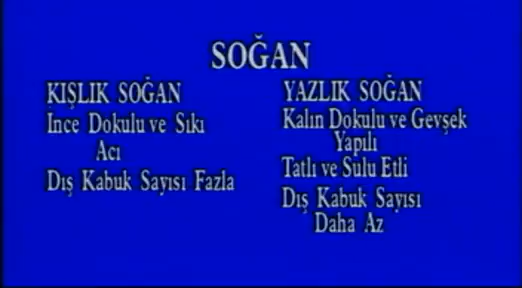 SOĞAN
KIŞLIK SOĞAN
İnce Dokulu ve Sıkı
Acı
Dış Kabuk Sayısı Fazla
YAZLIK SOĞAN
Kalın Dokulu ve Gevşek
Yapılı
Tatlı ve Sulu Etli
Dış Kabuk Sayısı
Daha Az